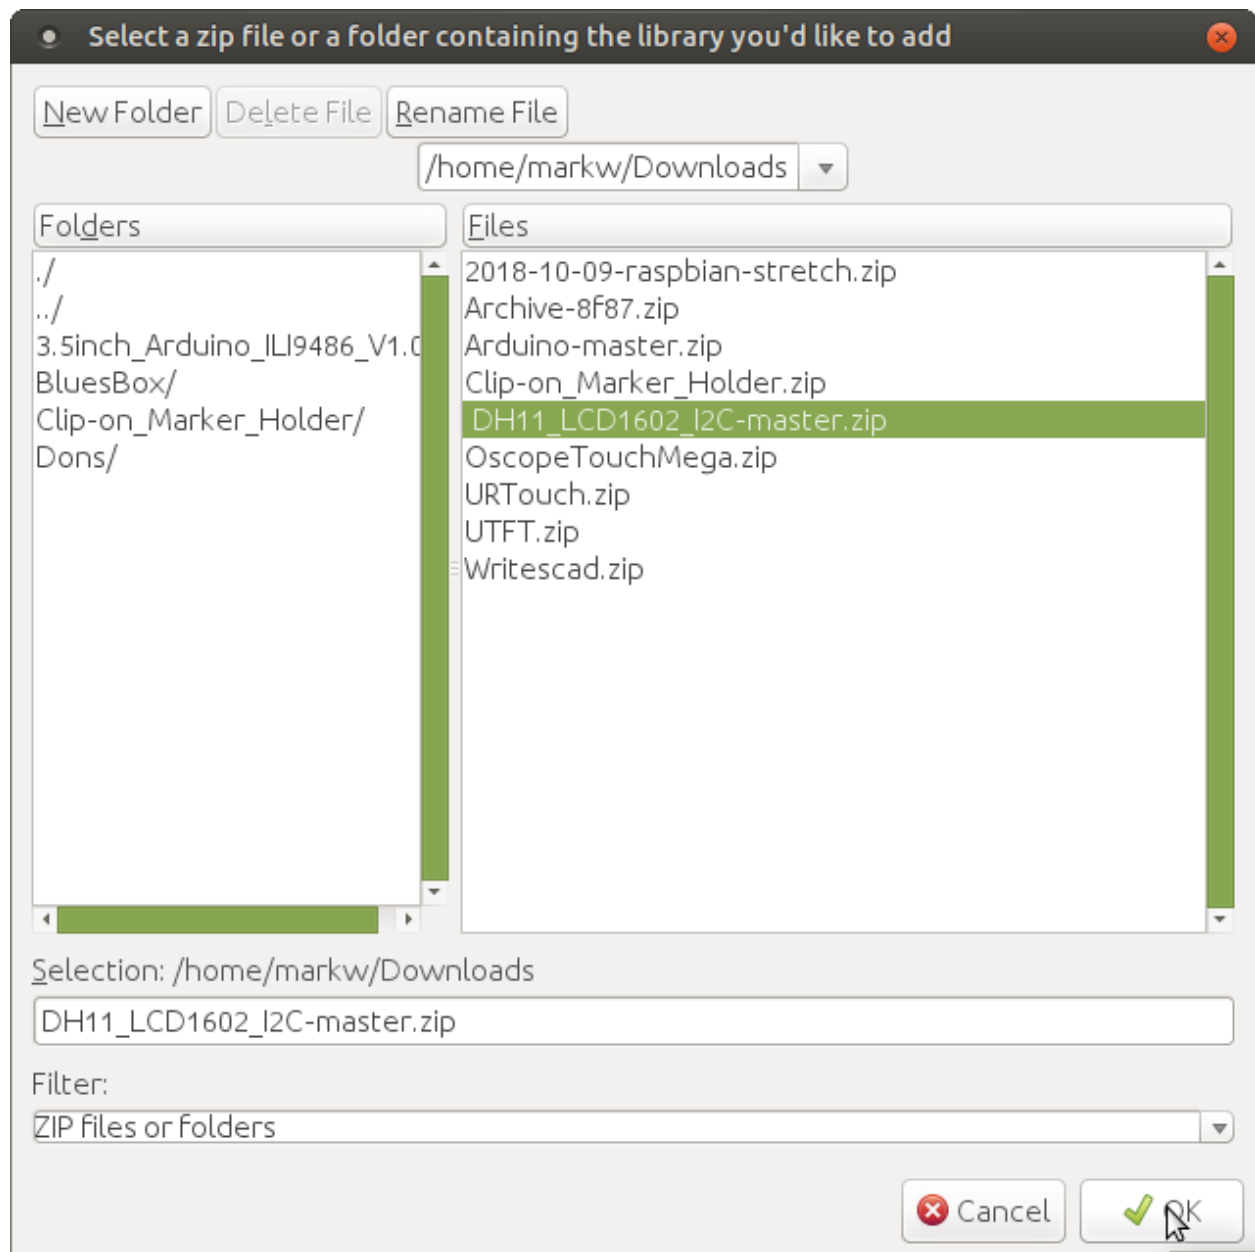 Select a zip file or a folder containing the library you'd like to add
New Folder Delete File Rename File
/home/markw/Downloads
Folders
./
../
3.5inch_Arduino_ILI9486_V1.0
BluesBox/
Clip-on_Marker_Holder/
Dons/
Files
2018-10-09-raspbian-stretch.zip
Archive-8f87.zip
Arduino-master.zip
Clip-on_Marker_Holder.zip
DH11_LCD1602_I2C-master.zip
OscopeTouchMega.zip
URTouch.zip
UTFT.zip
Writescad.zip
Selection: /home/markw/Downloads
DH11_LCD1602_I2C-master.zip
Filter:
ZIP files or folders
Cancel OK